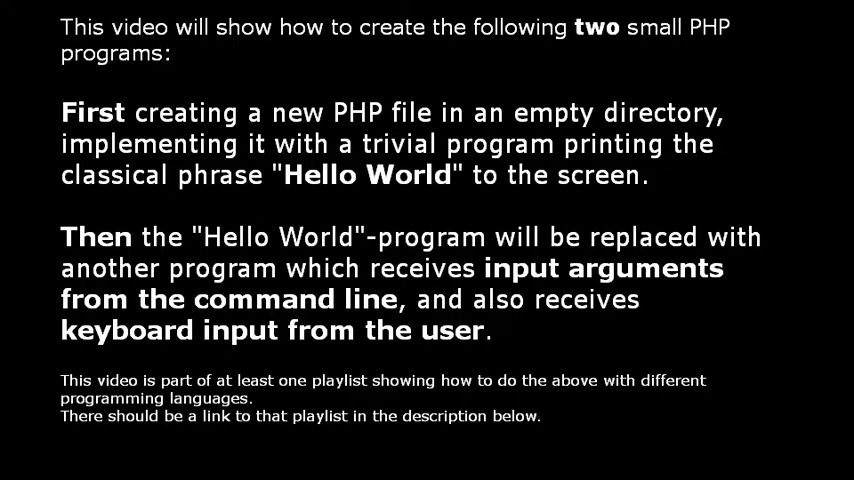 This video will show how to create the following two small PHP
programs:
First creating a new PHP file in an empty directory,
implementing it with a trivial program printing the
classical phrase "Hello World" to the screen.
Then the "Hello World"-program will be replaced with
another program which receives input arguments
from the command line, and also receives
keyboard input from the user.
This video is part of at least one playlist showing how to do the above with different
programming languages.
There should be a link to that playlist in the description below.